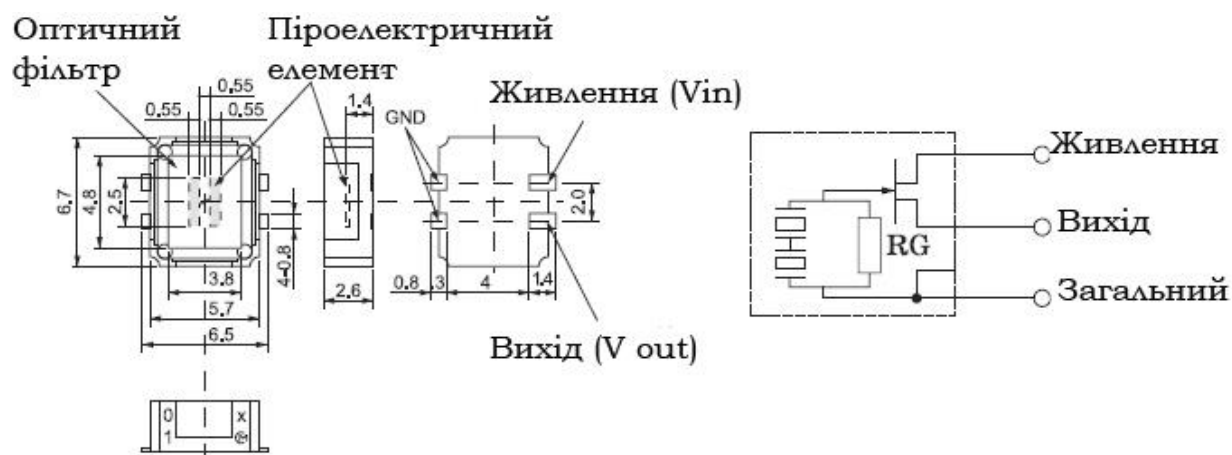 Оптичний
фільтр
Піроелектричний
елемент
0.55
0.55
0.55
1.4
GND
Живлення (Vin)
6.7
4.8
2.5
2.0
4-0.8
3.8
5.7
6.5
2.6
0.8
.3
4
1.4
Вихід (V out)
0
x
1
RG
Живлення
Вихід
Загальний